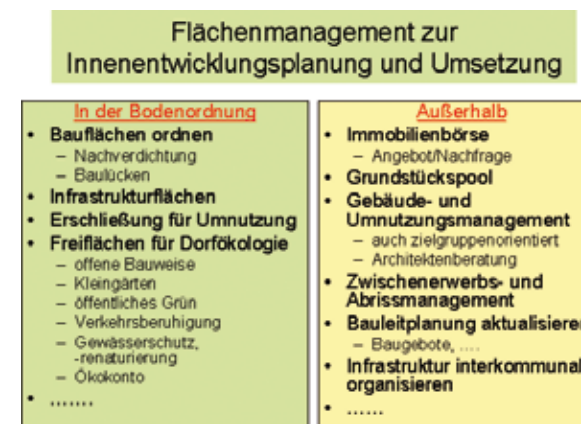 Flächenmanagement zur
Innenentwicklungsplanung und Umsetzung
In der Bodenordnung
• Bauflächen ordnen
– Nachverdichtung
– Baulücken
• Infrastrukturflächen
• Erschließung für Umnutzung
• Freiflächen für Dorfökologie
– offene Bauweise
– Kleingärten
– öffentliches Grün
– Verkehrsberuhigung
– Gewässerschutz,
-renaturierung
– Ökokonto
• .......
Außerhalb
• Immobilienbörse
– Angebot/Nachfrage
• Grundstückspool
• Gebäude- und
Umnutzungsmanagement
– auch zielgruppenorientiert
– Architektenberatung
• Zwischenerwerbs- und
Abrissmanagement
• Bauleitplanung aktualisieren
– Baugebote, ....
• Infrastruktur interkommunal
organisieren
• ......